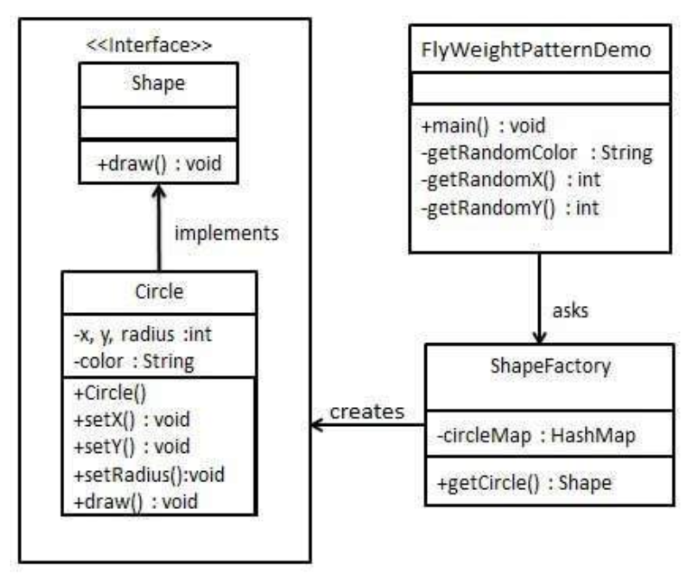 <<Interface>>
Shape
+draw() : void
implements
Circle
-x, y, radius :int
-color : String
+Circle()
+setX() : void
+setY() : void
+setRadius():void
+draw() : void
FlyWeightPatternDemo
+main() : void
-getRandomColor : String
-getRandomX() : int
-getRandomY() : int
asks
ShapeFactory
-circleMap : HashMap
+getCircle() : Shape
creates